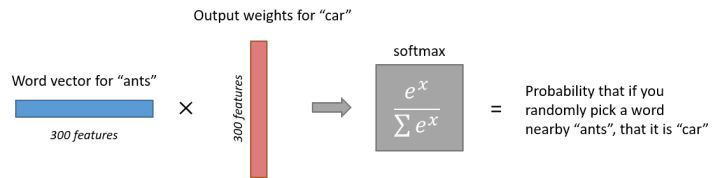 Output weights for “car”
softmax
Word vector for “ants”
300 features
×
300 features
e^x
∑ e^x
=
Probability that if you
randomly pick a word
nearby “ants”, that it is “car”